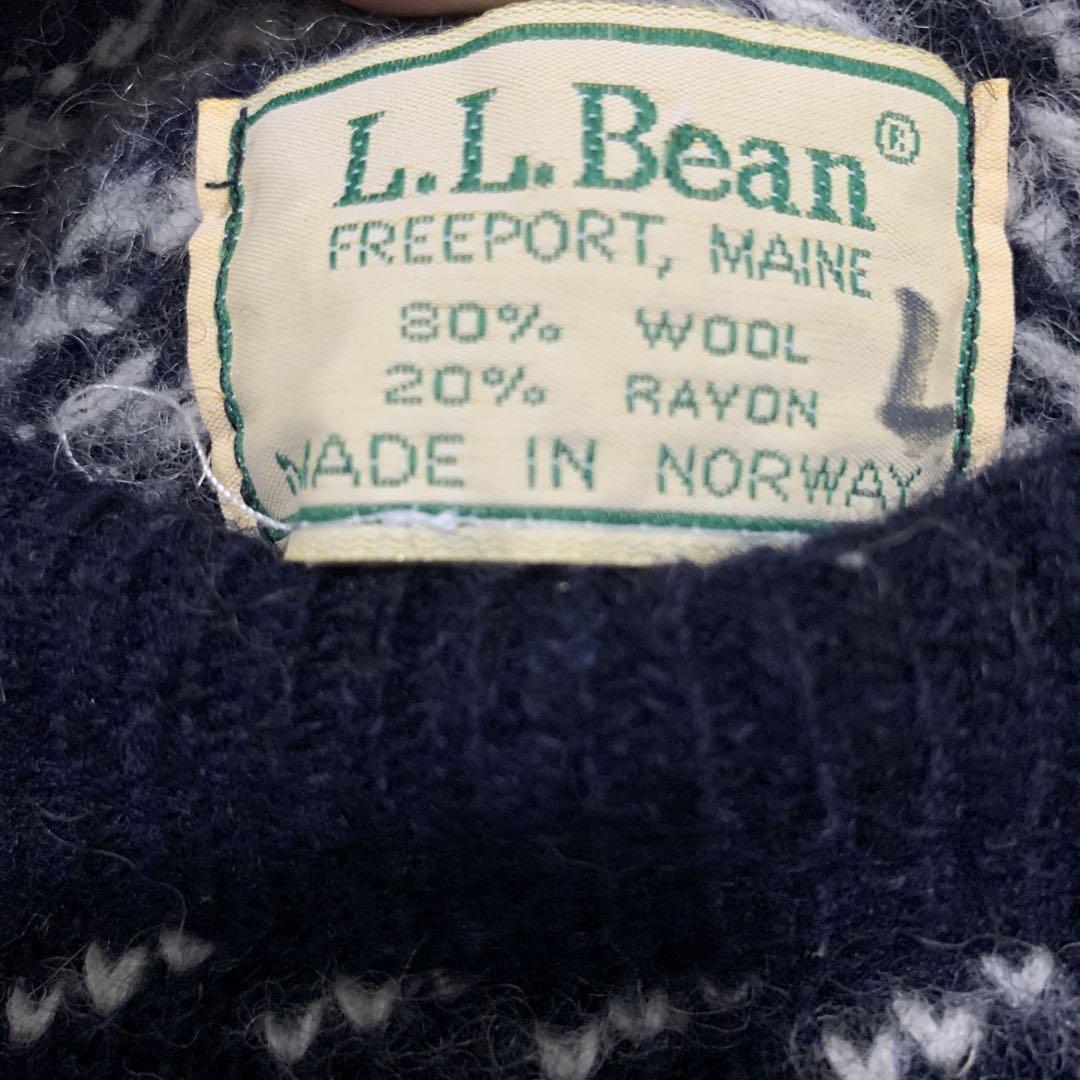 L.L.Bean®
FREEPORT, MAINE
80% WOOL
20% RAYON
L
MADE IN NORWAY